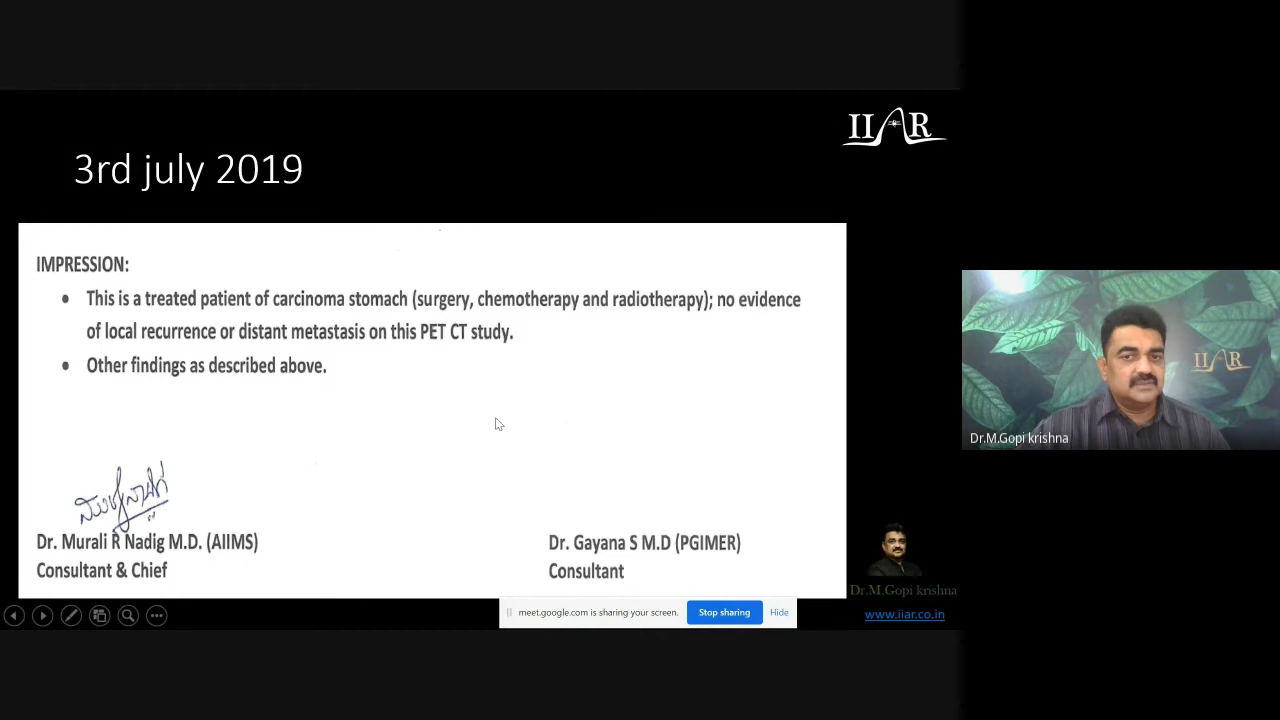 IIAR
3rd july 2019
IMPRESSION:
• This is a treated patient of carcinoma stomach (surgery, chemotherapy and radiotherapy); no evidence
of local recurrence or distant metastasis on this PET CT study.
• Other findings as described above.
Dr. Murali R Nadig M.D. (AIIMS)
Consultant & Chief
Dr. Gayana S M.D (PGIMER)
Consultant
meet.google.com is sharing your screen.
Stop sharing
Hide
Dr.M.Gopi krishna
www.iiar.co.in
IIAR
Dr.M.Gopi krishna